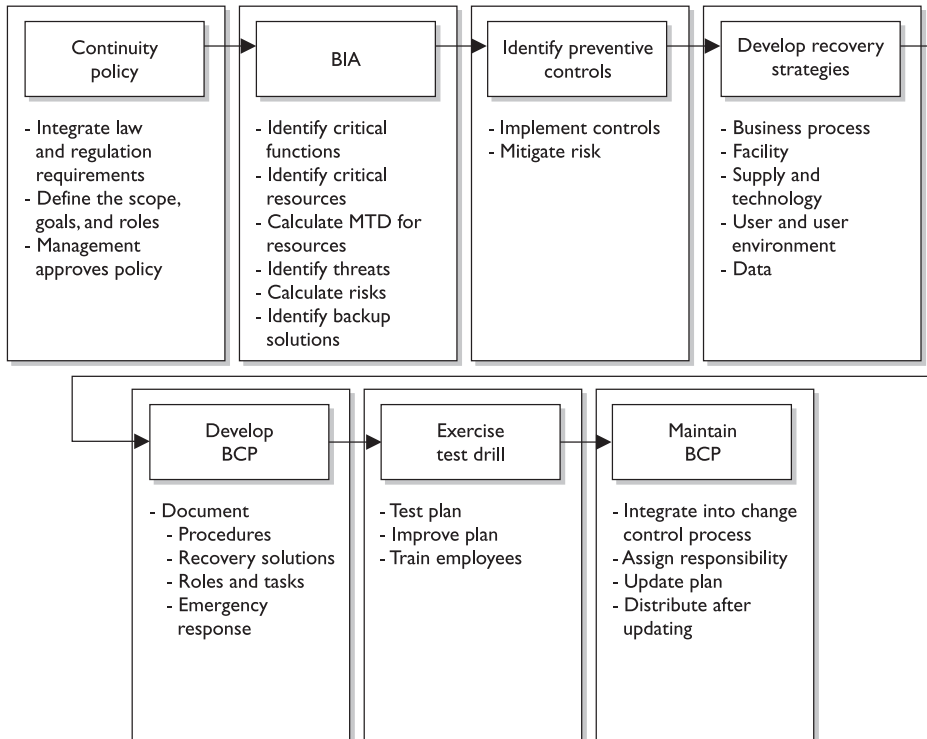 Continuity
policy
- Integrate law
and regulation
requirements
- Define the scope,
goals, and roles
- Management
approves policy
BIA
- Identify critical
functions
- Identify critical
resources
- Calculate MTD for
resources
- Identify threats
- Calculate risks
- Identify backup
solutions
Identify preventive
controls
- Implement controls
- Mitigate risk
Develop recovery
strategies
- Business process
- Facility
- Supply and
technology
- User and user
environment
- Data
Develop
BCP
- Document
- Procedures
- Recovery solutions
- Roles and tasks
- Emergency
response
Exercise
test drill
- Test plan
- Improve plan
- Train employees
Maintain
BCP
- Integrate into change
control process
- Assign responsibility
- Update plan
- Distribute after
updating